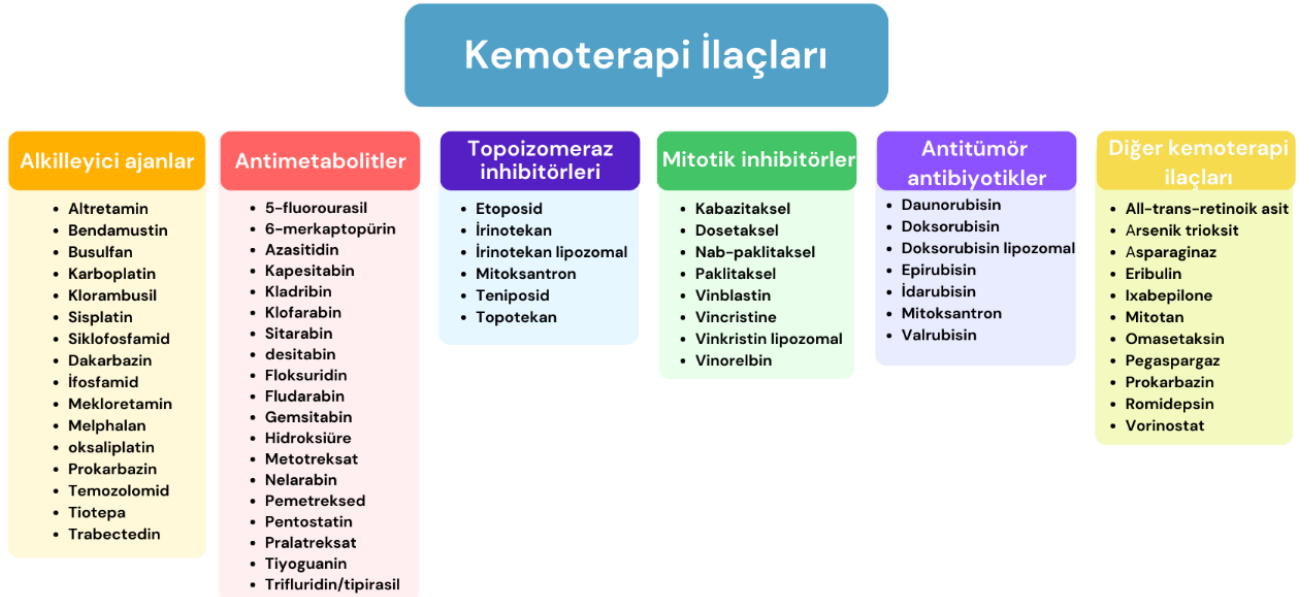 Kemoterapi İlaçları
Alkilleyici ajanlar
• Altretamin
• Bendamustin
• Busulfan
• Karboplatin
• Klorambusil
• Sisplatin
• Siklofosfamid
• Dakarbazin
• İfosfamid
• Mekloretamin
• Melphalan
• oksaliplatin
• Prokarbazin
• Temozolomid
• Tiotepa
• Trabectedin
Antimetabolitler
• 5-fluorourasil
• 6-merkaptopürin
• Azasitidin
• Kapesitabin
• Kladribin
• Klofarabin
• Sitarabin
• desitabin
• Floksuridin
• Fludarabin
• Gemsitabin
• Hidroksiüre
• Metotreksat
• Nelarabin
• Pemetreksed
• Pentostatin
• Pralatreksat
• Tiyoguanin
• Trifluridin/tipirasil
Topoizomeraz
inhibitörleri
• Etoposid
• İrinotekan
• İrinotekan lipozomal
• Mitoksantron
• Teniposid
• Topotekan
Mitotik inhibitörler
• Kabazitaksel
• Dosetaksel
• Nab-paklitaksel
• Paklitaksel
• Vinblastin
• Vincristine
• Vinkristin lipozomal
• Vinorelbin
Antitümör
antibiyotikler
• Daunorubisin
• Doksorubisin
• Doksorubisin lipozomal
• Epirubisin
• İdarubisin
• Mitoksantron
• Valrubisin
Diğer kemoterapi
ilaçları
• All-trans-retinoik asit
• Arsenik trioksit
• Asparaginaz
• Eribulin
• Ixabepilone
• Mitotan
• Omasetaksin
• Pegaspargaz
• Prokarbazin
• Romidepsin
• Vorinostat